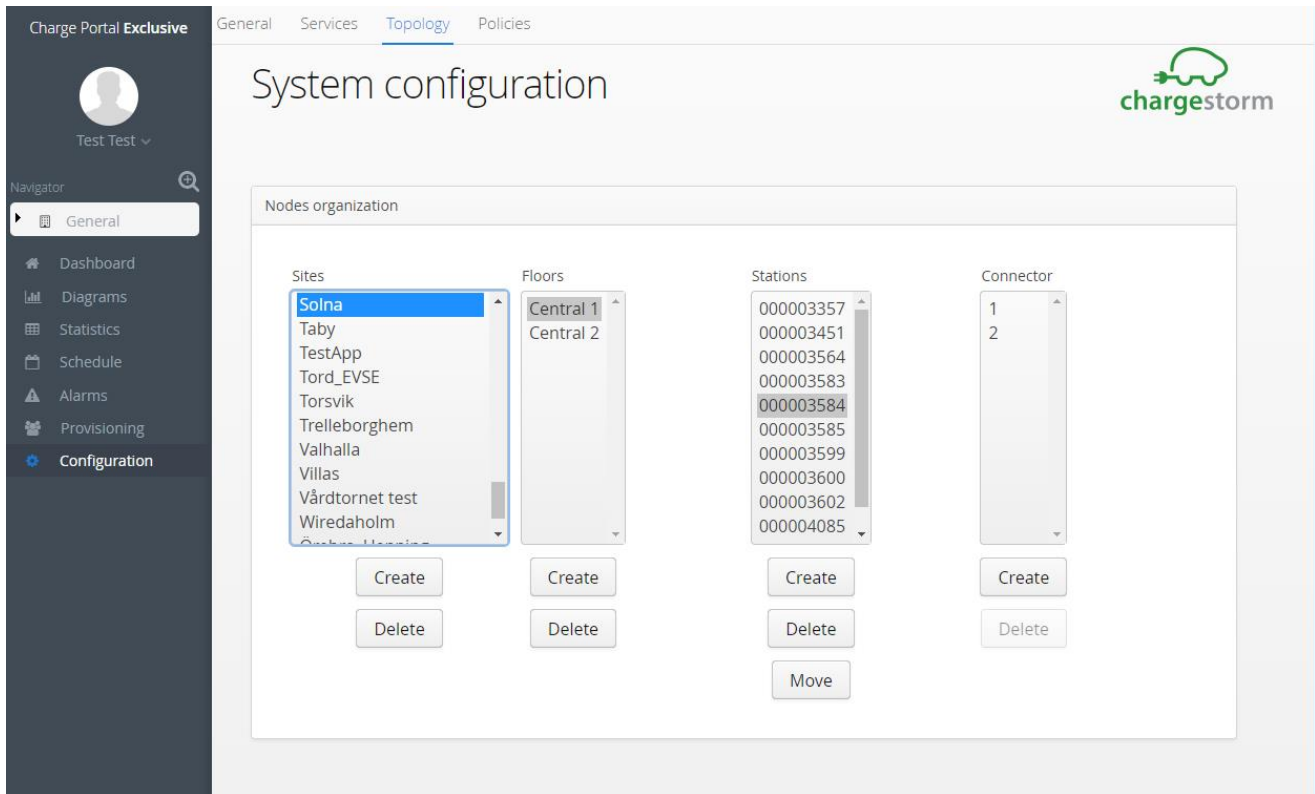 Charge Portal Exclusive
General Services Topology Policies
System configuration
chargestorm
Test Test
Navigator
General
Dashboard
Diagrams
Statistics
Schedule
Alarms
Provisioning
Configuration
Nodes organization
Sites
Solna
Taby
TestApp
Tord_EVSE
Torsvik
Trelleborghem
Valhalla
Villas
Vårdtornet test
Wiredaholm
Create
Delete
Floors
Central 1
Central 2
Create
Delete
Stations
000003357
000003451
000003564
000003583
000003584
000003585
000003599
000003600
000003602
000004085
Create
Delete
Move
Connector
1
2
Create
Delete